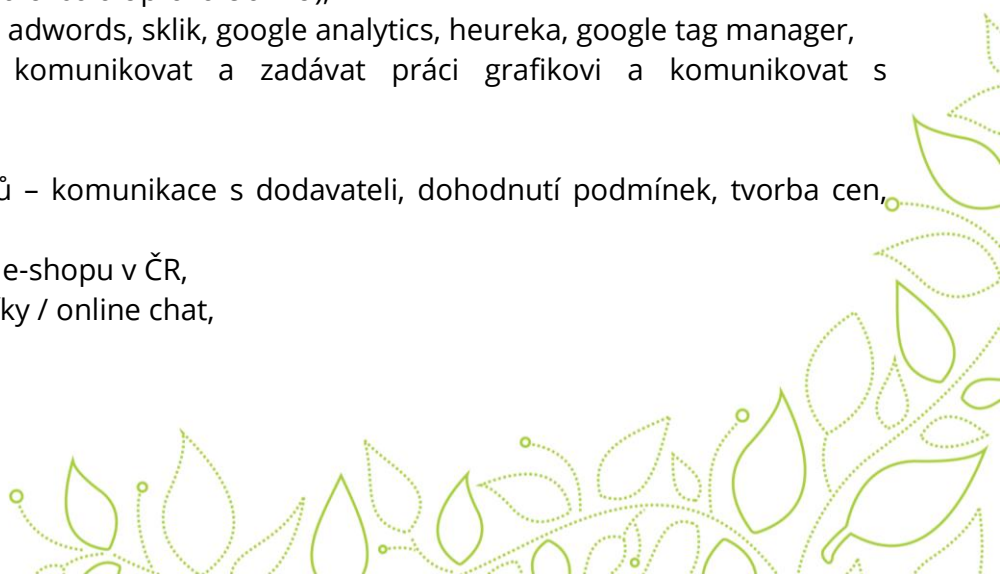 adwords, sklik, google analytics, heureka, google tag manager,
komunikovat a zadávat práci grafikovi a komunikovat s
– komunikace s dodavateli, dohodnutí podmínek, tvorba cen,
e-shopu v ČR,
/ online chat,